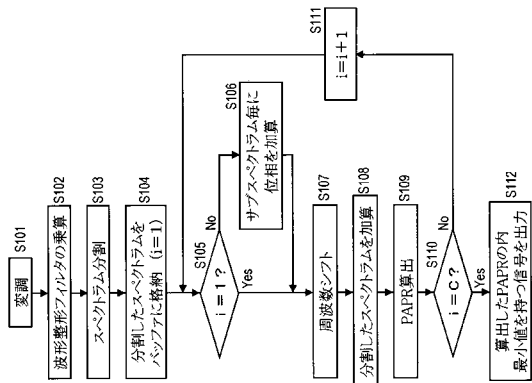 S101
変調
S102
波形整形フィルタの乗算
S103
スペクトラム分割
S104
分割したスペクトラムを
バッファに格納 (i=1)
S105
i=1?
No
Yes
S106
サブスペクトラム毎に
位相を加算
S107
周波数シフト
S108
分割したスペクトラムを加算
S109
PAPR算出
S110
i=C?
No
Yes
S111
i=i+1
S112
算出したPAPRの内
最小値を持つ信号を出力